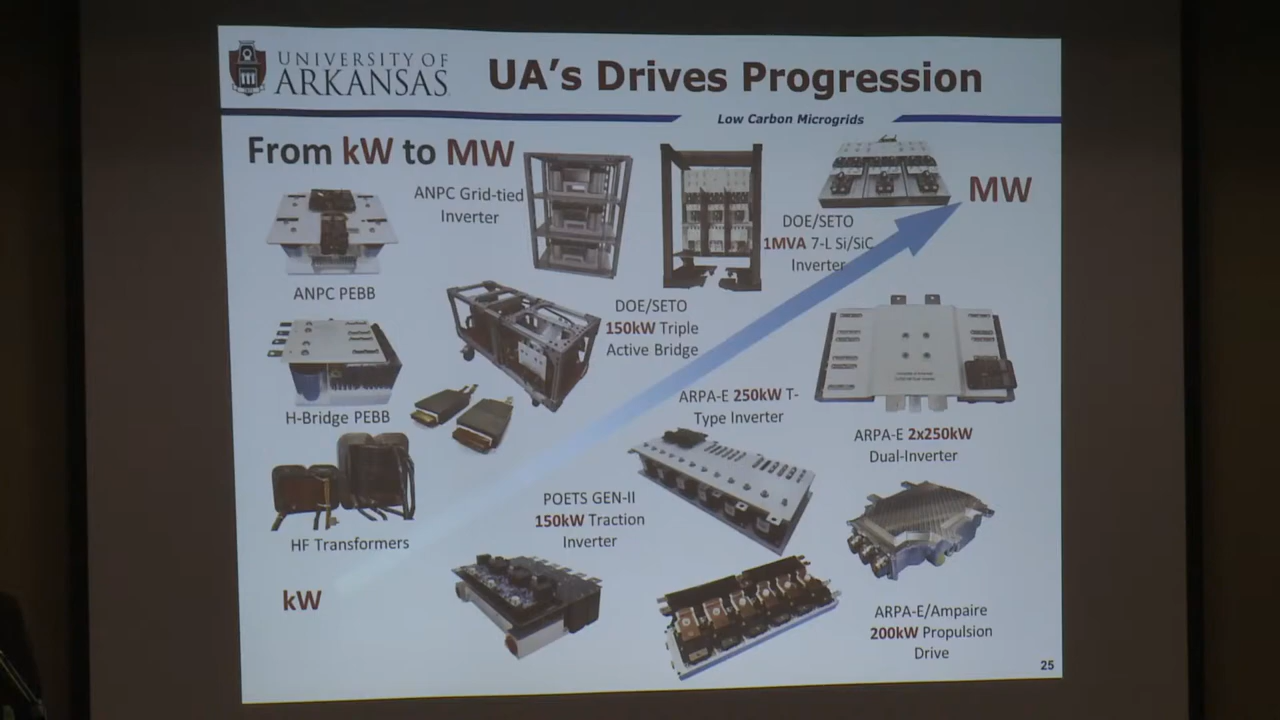 UNIVERSITY OF
ARKANSAS
UA's Drives Progression
Low Carbon Microgrids
From kW to MW
ANPC Grid-tied
Inverter
MW
DOE/SETO
1MVA 7-L Si/SiC
Inverter
ANPC PEBB
DOE/SETO
150kW Triple
Active Bridge
H-Bridge PEBB
ARPA-E 250kW T-
Type Inverter
ARPA-E 2x250kW
Dual-Inverter
POETS GEN-II
150kW Traction
Inverter
HF Transformers
kW
ARPA-E/Ampaire
200kW Propulsion
Drive
25